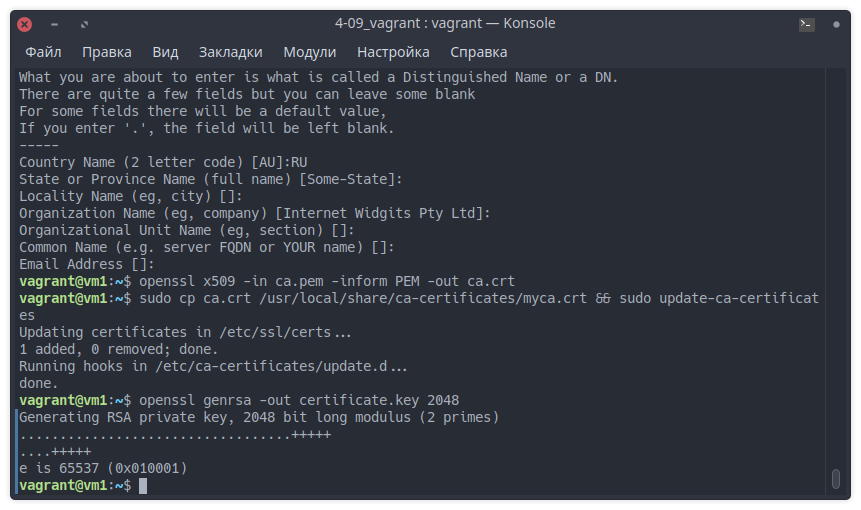 4-09_vagrant : vagrant — Konsole
Файл Правка Вид Закладки Модули Настройка Справка
What you are about to enter is what is called a Distinguished Name or a DN.
There are quite a few fields but you can leave some blank
For some fields there will be a default value,
If you enter '.', the field will be left blank.
-----
Country Name (2 letter code) [AU]:RU
State or Province Name (full name) [Some-State]:
Locality Name (eg, city) []:
Organization Name (eg, company) [Internet Widgits Pty Ltd]:
Organizational Unit Name (eg, section) []:
Common Name (e.g. server FQDN or YOUR name) []:
Email Address []:
vagrant@vm1:~$ openssl x509 -in ca.pem -inform PEM -out ca.crt
vagrant@vm1:~$ sudo cp ca.crt /usr/local/share/ca-certificates/myca.crt && sudo update-ca-certificat
es
Updating certificates in /etc/ssl/certs...
1 added, 0 removed; done.
Running hooks in /etc/ca-certificates/update.d...
done.
vagrant@vm1:~$ openssl genrsa -out certificate.key 2048
Generating RSA private key, 2048 bit long modulus (2 primes)
..................................+++++
....+++++
e is 65537 (0x010001)
vagrant@vm1:~$